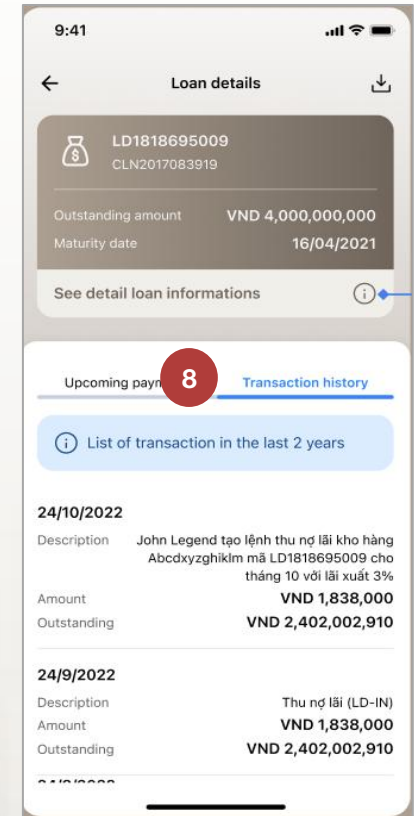 9:41
Loan details
LD1818695009
CLN2017083919
Outstanding amount VND 4,000,000,000
Maturity date 16/04/2021
See detail loan informations
Upcoming 8 Transaction history
List of transaction in the last 2 years
24/10/2022
Description John Legend tạo lệnh thu nợ lãi kho hàng
Abcdxyzghiklm mã LD1818695009 cho
tháng 10 với lãi xuất 3%
Amount VND 1,838,000
Outstanding VND 2,402,002,910
24/9/2022
Description Thu nợ lãi (LD-IN)
Amount VND 1,838,000
Outstanding VND 2,402,002,910